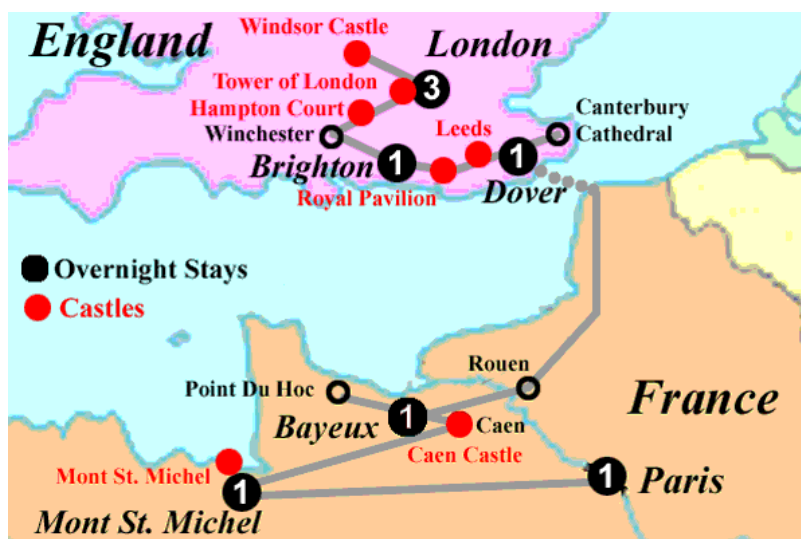 England
Windsor Castle
London
Tower of London
3
Hampton Court
Canterbury
Cathedral
Winchester
Leeds
Brighton
1
1
Royal Pavilion
Dover
Overnight Stays
Castles
Rouen
Point Du Hoc
France
Bayeux
1
Caen
Caen Castle
Mont St. Michel
1
1
Paris
Mont St. Michel